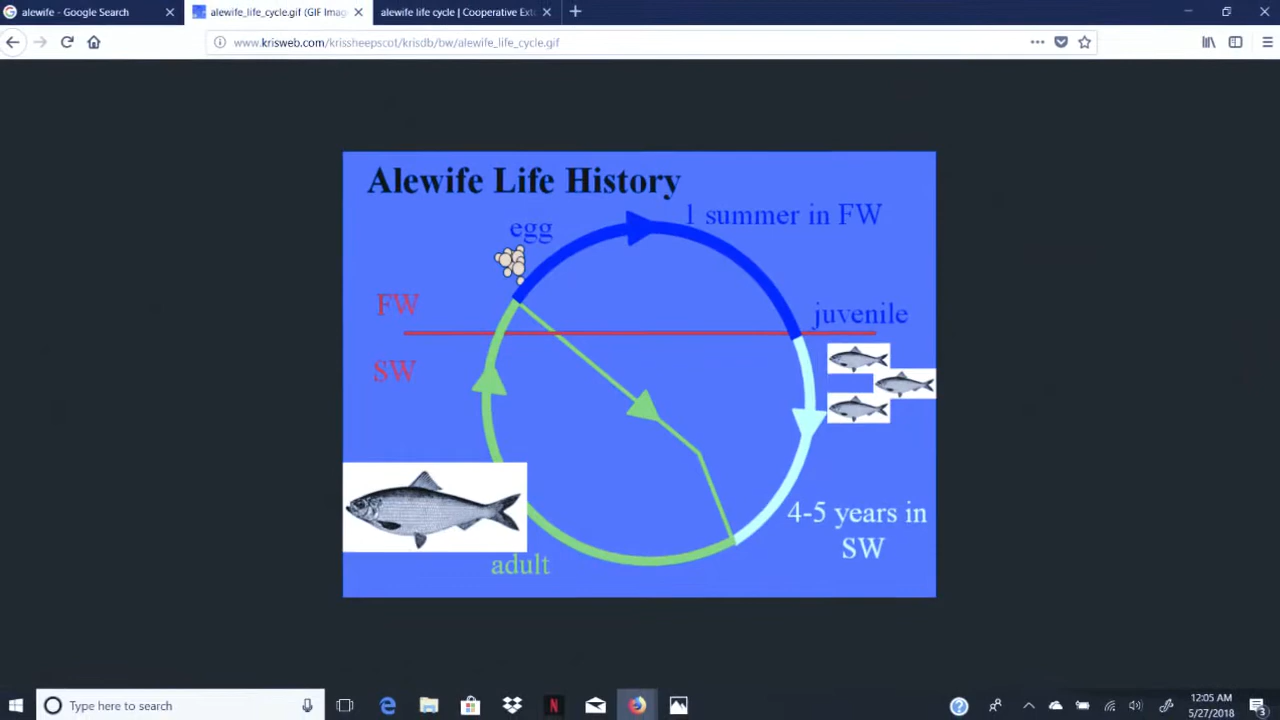 alewife - Google Search
alewife_life_cycle.gif (GIF Imag
alewife life cycle | Cooperative Exte
www.krisweb.com/krissheepscot/krisdb/bw/alewife_life_cycle.gif
Alewife Life History
egg
1 summer in FW
FW
juvenile
SW
4-5 years in
SW
adult
Type here to search
N
12:05 AM
5/27/2018
3